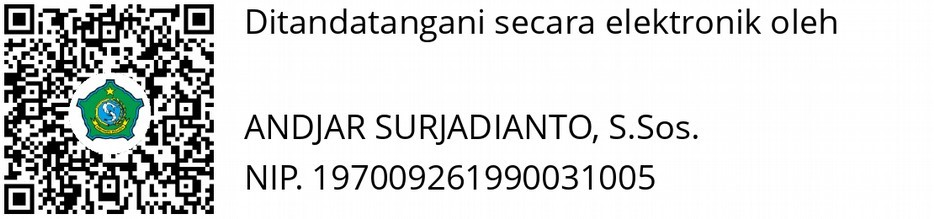 Ditandatangani secara elektronik oleh
ANDJAR SURJADIANTO, S.Sos.
NIP. 197009261990031005